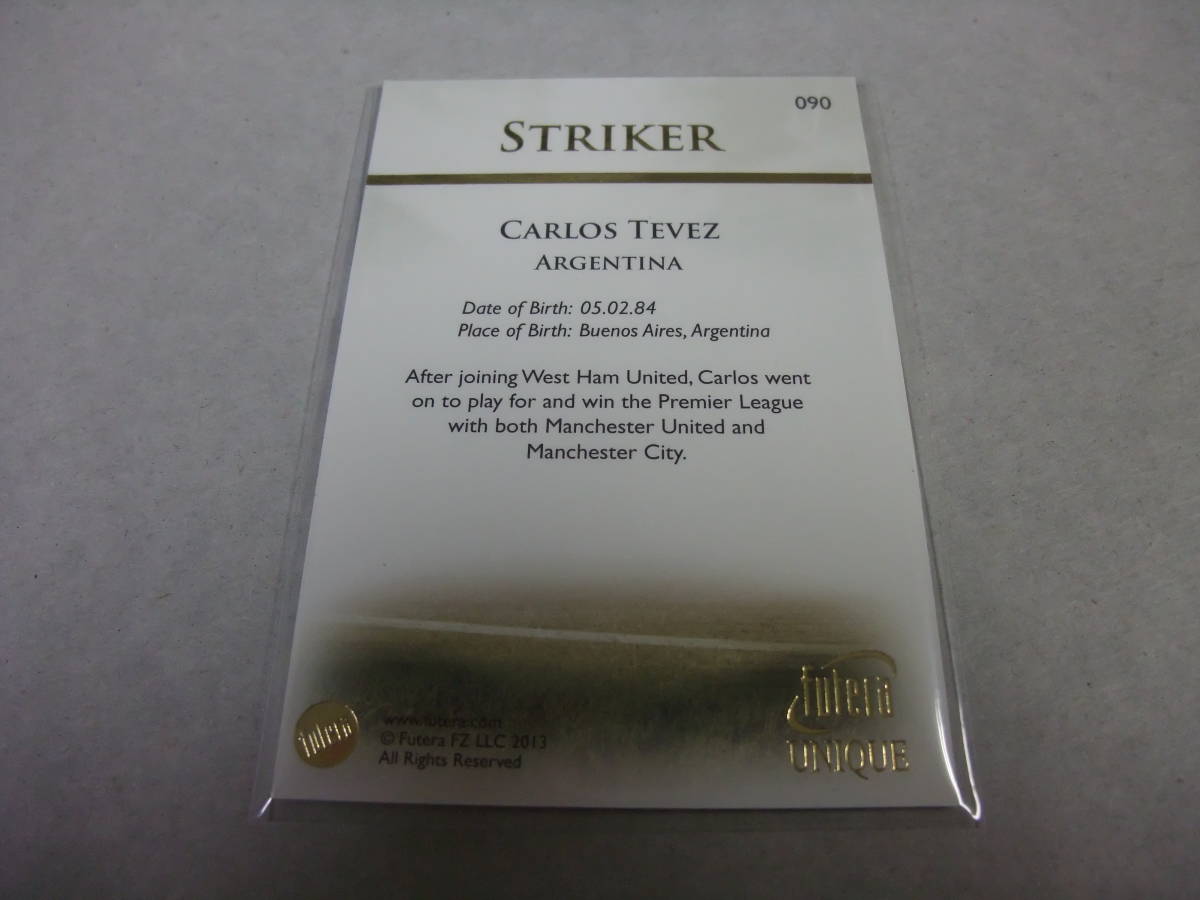 090
STRIKER
CARLOS TEVEZ
ARGENTINA
Date of Birth: 05.02.84
Place of Birth: Buenos Aires, Argentina
After joining West Ham United, Carlos went
on to play for and win the Premier League
with both Manchester United and
Manchester City.
futera
www.futera.com
© Futera FZ LLC 2013
All Rights Reserved
futera
UNIQUE